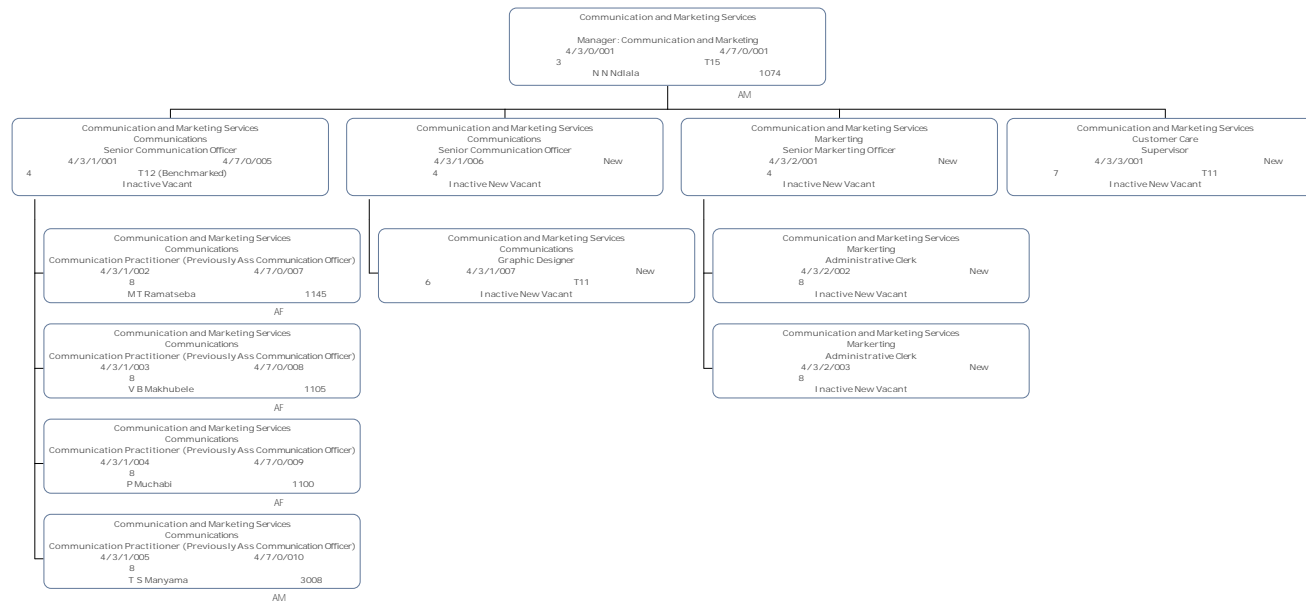 Communication and Marketing Services
Manager: Communication and Marketing
4/3/0/001 4/7/0/001
3 T15
N N Ndlala 1074
AM
Communication and Marketing Services
Communications
Senior Communication Officer
4/3/1/001 4/7/0/005
4 T12 (Benchmarked)
Inactive Vacant
Communication and Marketing Services
Communications
Senior Communication Officer
4/3/1/006 New
4
Inactive New Vacant
Communication and Marketing Services
Markerting
Senior Markerting Officer
4/3/2/001 New
4
Inactive New Vacant
Communication and Marketing Services
Customer Care
Supervisor
4/3/3/001 New
7 T11
Inactive New Vacant
Communication and Marketing Services
Communications
Communication Practitioner (Previously Ass Communication Officer)
4/3/1/002 4/7/0/007
8
M T Ramatseba 1145
AF
Communication and Marketing Services
Communications
Graphic Designer
4/3/1/007 New
6 T11
Inactive New Vacant
Communication and Marketing Services
Markerting
Administrative Clerk
4/3/2/002 New
8
Inactive New Vacant
Communication and Marketing Services
Communications
Communication Practitioner (Previously Ass Communication Officer)
4/3/1/003 4/7/0/008
8
V B Makhubele 1105
AF
Communication and Marketing Services
Markerting
Administrative Clerk
4/3/2/003 New
8
Inactive New Vacant
Communication and Marketing Services
Communications
Communication Practitioner (Previously Ass Communication Officer)
4/3/1/004 4/7/0/009
8
P Muchabi 1100
AF
Communication and Marketing Services
Communications
Communication Practitioner (Previously Ass Communication Officer)
4/3/1/005 4/7/0/010
8
T S Manyama 3008
AM